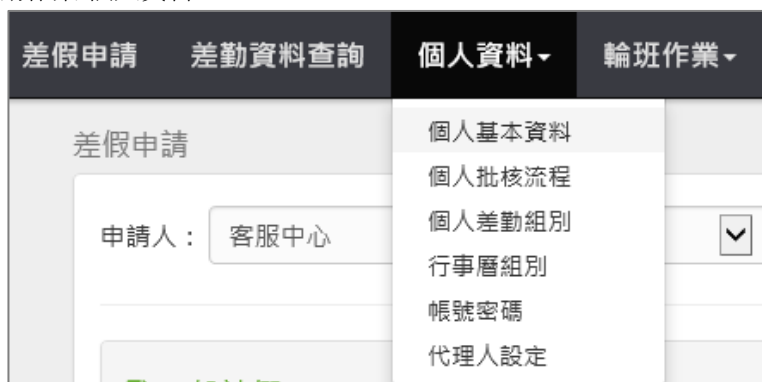 差假申請 差勤資料查詢 個人資料 輪班作業
個人基本資料
差假申請
個人批核流程
申請人： 客服中心
個人差勤組別
行事曆組別
帳號密碼
代理人設定